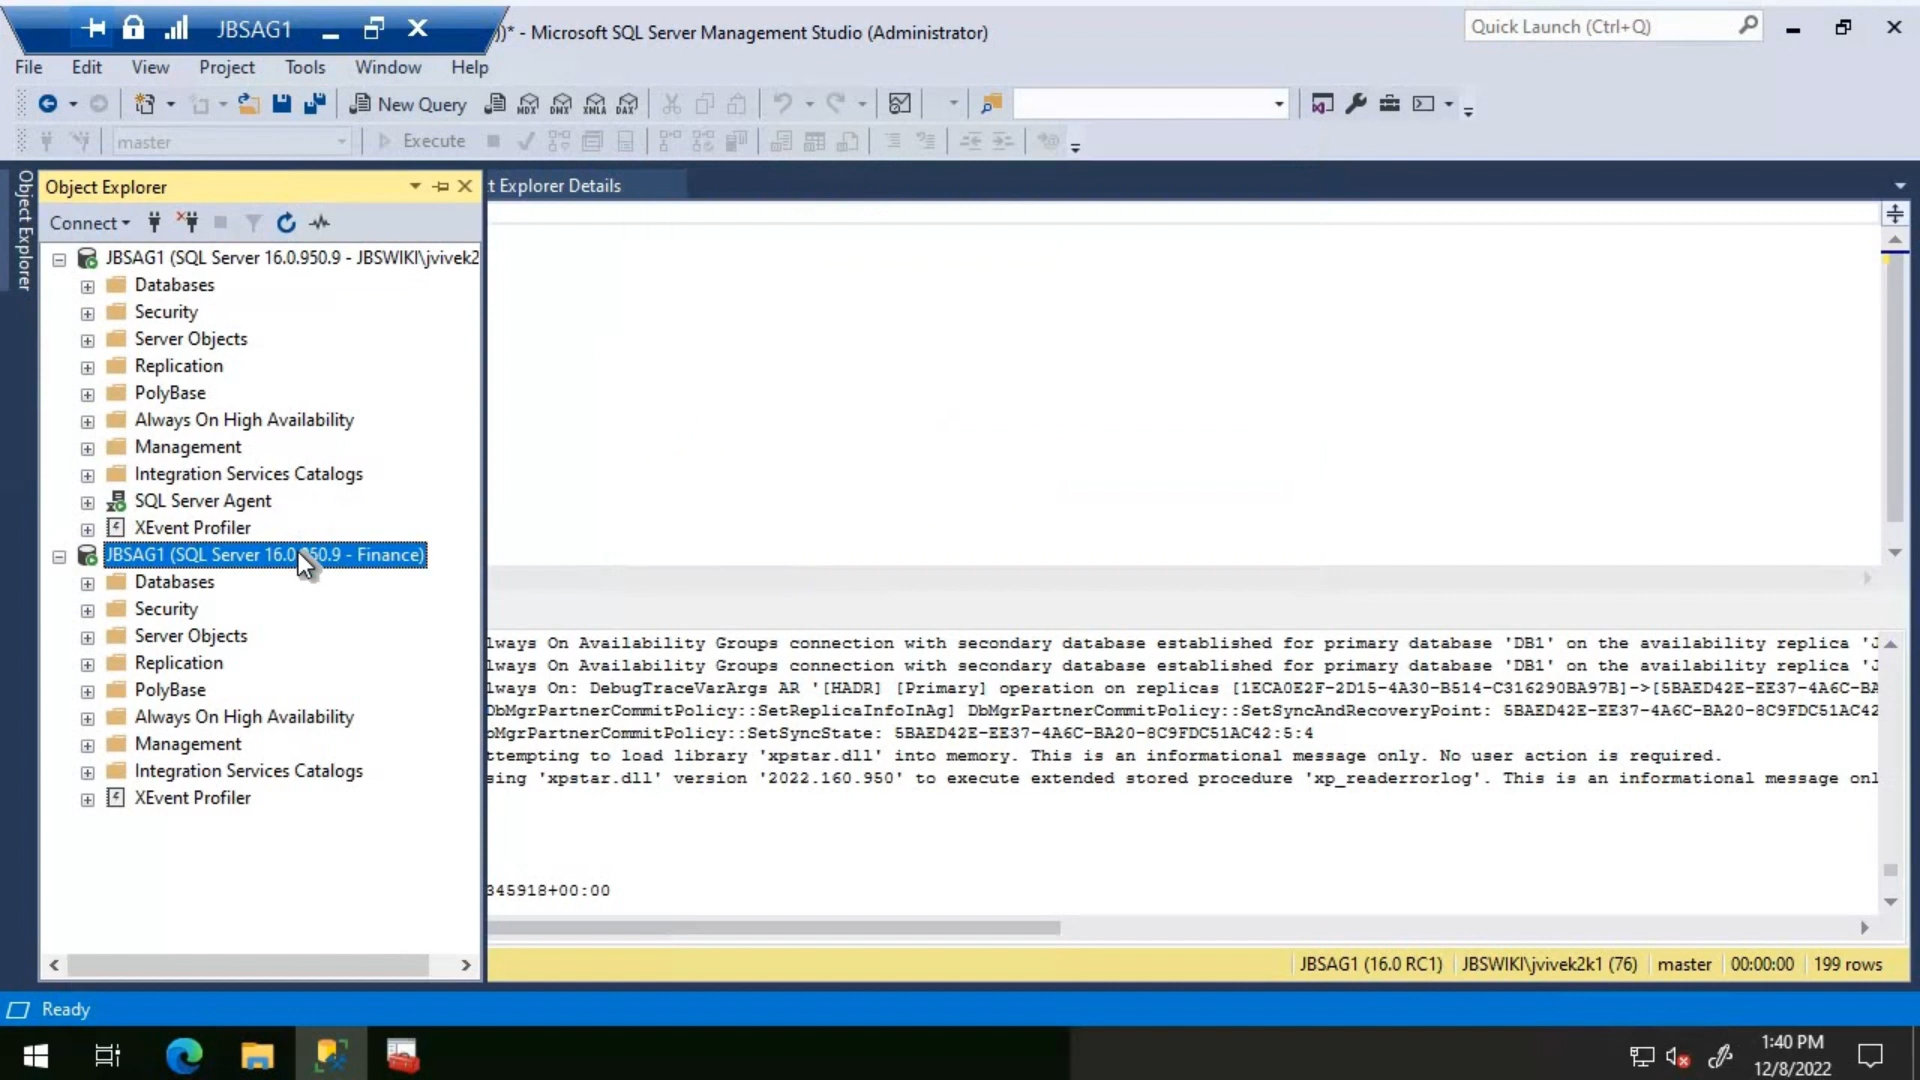 JBSAG1
))* - Microsoft SQL Server Management Studio (Administrator)
Quick Launch (Ctrl+Q)
File Edit View Project Tools Window Help
New Query MDX DMX XMLA DAX
master Execute
Object Explorer
Object Explorer
t Explorer Details
Connect
JBSAG1 (SQL Server 16.0.950.9 - JBSWIKI\jvivek2
Databases
Security
Server Objects
Replication
PolyBase
Always On High Availability
Management
Integration Services Catalogs
SQL Server Agent
XEvent Profiler
JBSAG1 (SQL Server 16.0.950.9 - Finance)
Databases
Security
Server Objects
Replication
PolyBase
Always On High Availability
Management
Integration Services Catalogs
XEvent Profiler
lways On Availability Groups connection with secondary database established for primary database 'DB1' on the availability replica 'J
lways On Availability Groups connection with secondary database established for primary database 'DB1' on the availability replica 'J
lways On: DebugTraceVarArgs AR '[HADR] [Primary] operation on replicas [1ECA0E2F-2D15-4A30-B514-C316290BA97B]->[5BAED42E-EE37-4A6C-BA
DbMgrPartnerCommitPolicy::SetReplicaInfoInAg] DbMgrPartnerCommitPolicy::SetSyncAndRecoveryPoint: 5BAED42E-EE37-4A6C-BA20-8C9FDC51AC42
bMgrPartnerCommitPolicy::SetSyncState: 5BAED42E-EE37-4A6C-BA20-8C9FDC51AC42:5:4
ttempting to load library 'xpstar.dll' into memory. This is an informational message only. No user action is required.
sing 'xpstar.dll' version '2022.160.950' to execute extended stored procedure 'xp_readerrorlog'. This is an informational message onl
345918+00:00
JBSAG1 (16.0 RC1) JBSWIKI\jvivek2k1 (76) master 00:00:00 199 rows
Ready
1:40 PM
12/8/2022